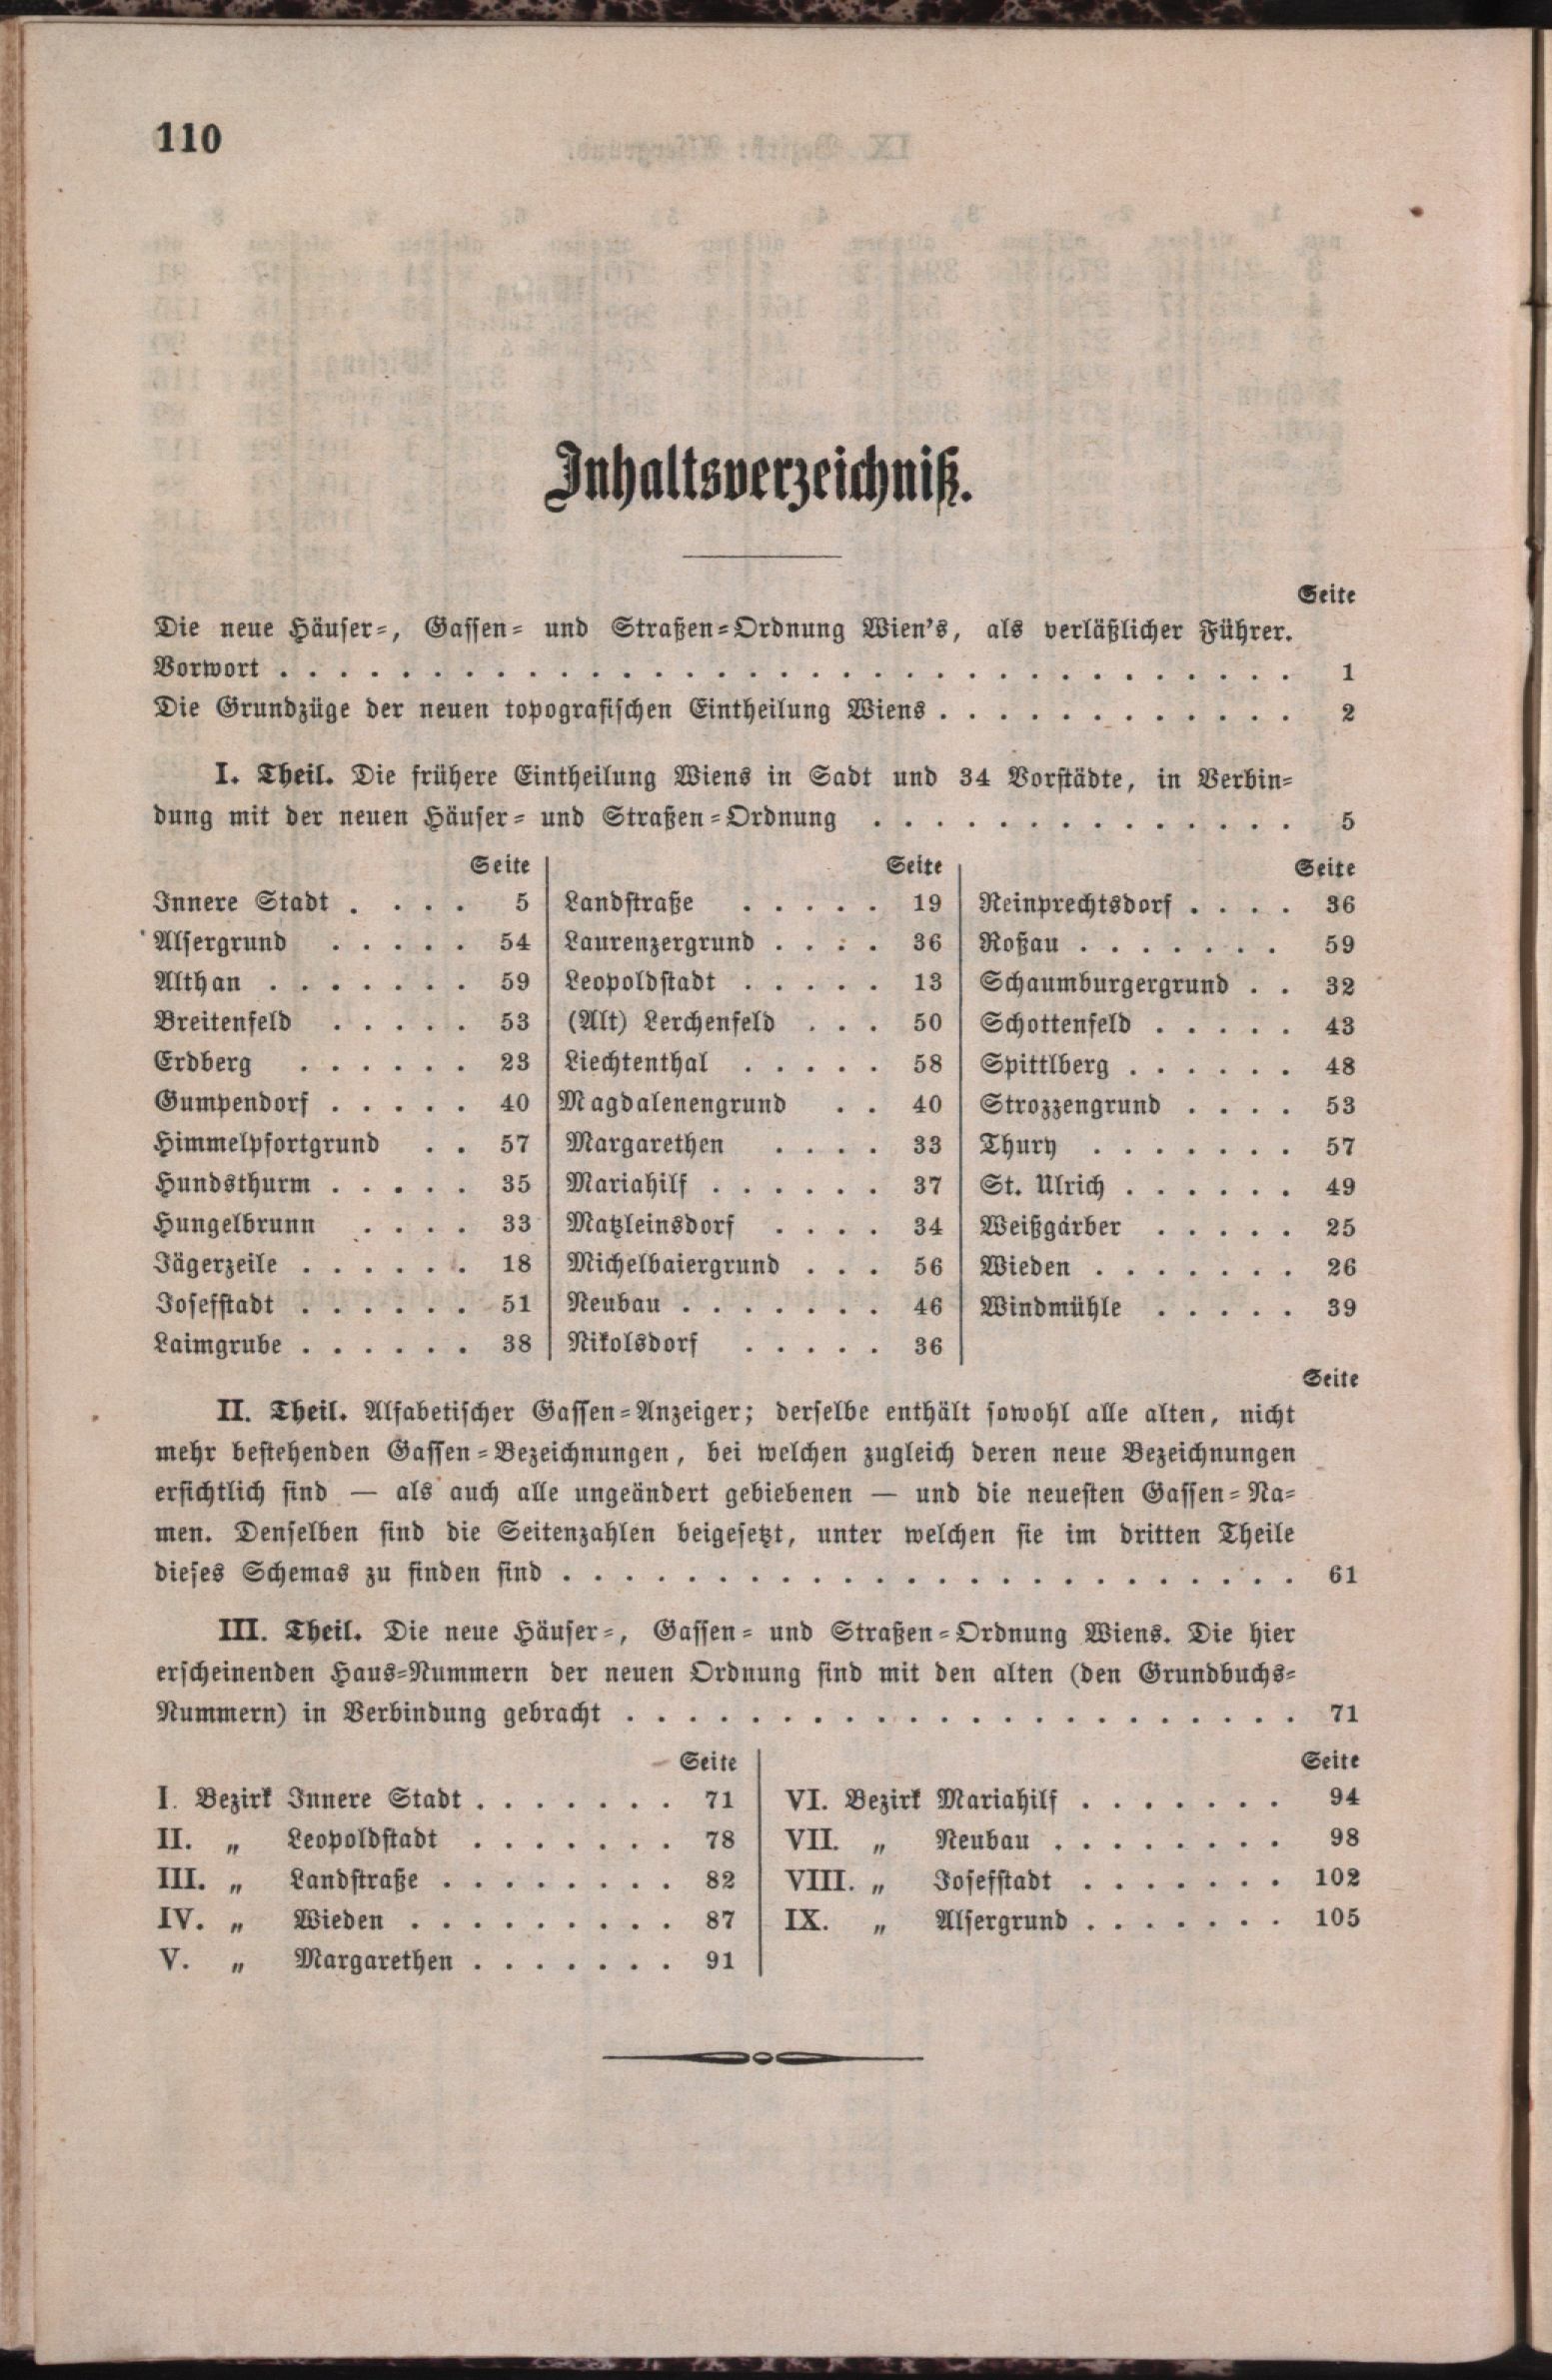 110
Inhaltsverzeichniß.
Seite
Die neue Häuser-, Gassen- und Straßen-Ordnung Wien's, als verläßlicher Führer.
Vorwort . . . . . . . . . . 1
Die Grundzüge der neuen topografischen Eintheilung Wiens . . . . . . . . . . 2
I. Theil. Die frühere Eintheilung Wiens in Sadt und 34 Vorstädte, in Verbin-
dung mit der neuen Häuser- und Straßen-Ordnung . . . . . . . . . . 5
Seite
Innere Stadt . . . . 5
Alsergrund . . . . . 54
Althan . . . . . . . 59
Breitenfeld . . . . . 53
Erdberg . . . . . . 23
Gumpendorf . . . . . 40
Himmelpfortgrund . . 57
Hundsthurm . . . . . 35
Hungelbrunn . . . . 33
Jägerzeile . . . . . . 18
Josefstadt . . . . . . 51
Laimgrube . . . . . . 38
Seite
Landstraße . . . . . 19
Laurenzergrund . . . . 36
Leopoldstadt . . . . . 13
(Alt) Lerchenfeld . . . 50
Liechtenthal . . . . . 58
Magdalenengrund . . 40
Margarethen . . . . 33
Mariahilf . . . . . . 37
Matzleinsdorf . . . . 34
Michelbaiergrund . . . 56
Neubau . . . . . . . 46
Nikolsdorf . . . . . 36
Seite
Reinprechtsdorf . . . . 36
Roßau . . . . . . . 59
Schaumburgergrund . . 32
Schottenfeld . . . . . 43
Spittlberg . . . . . . 48
Strozzengrund . . . . 53
Thury . . . . . . . 57
St. Ulrich . . . . . . 49
Weißgärber . . . . . 25
Wieden . . . . . . . 26
Windmühle . . . . . 39
Seite
II. Theil. Alfabetischer Gassen-Anzeiger; derselbe enthält sowohl alle alten, nicht
mehr bestehenden Gassen-Bezeichnungen, bei welchen zugleich deren neue Bezeichnungen
ersichtlich sind — als auch alle ungeändert gebiebenen — und die neuesten Gassen-Na-
men. Denselben sind die Seitenzahlen beigesetzt, unter welchen sie im dritten Theile
dieses Schemas zu finden sind . . . . . . . . . . 61
III. Theil. Die neue Häuser-, Gassen- und Straßen-Ordnung Wiens. Die hier
erscheinenden Haus-Nummern der neuen Ordnung sind mit den alten (den Grundbuchs-
Nummern) in Verbindung gebracht . . . . . . . . . . 71
Seite
I. Bezirk Innere Stadt . . . . . . . 71
II. „ Leopoldstadt . . . . . . . 78
III. „ Landstraße . . . . . . . . 82
IV. „ Wieden . . . . . . . . . 87
V. „ Margarethen . . . . . . . 91
Seite
VI. Bezirk Mariahilf . . . . . . . 94
VII. „ Neubau . . . . . . . . 98
VIII. „ Josefstadt . . . . . . . 102
IX. „ Alsergrund . . . . . . . 105